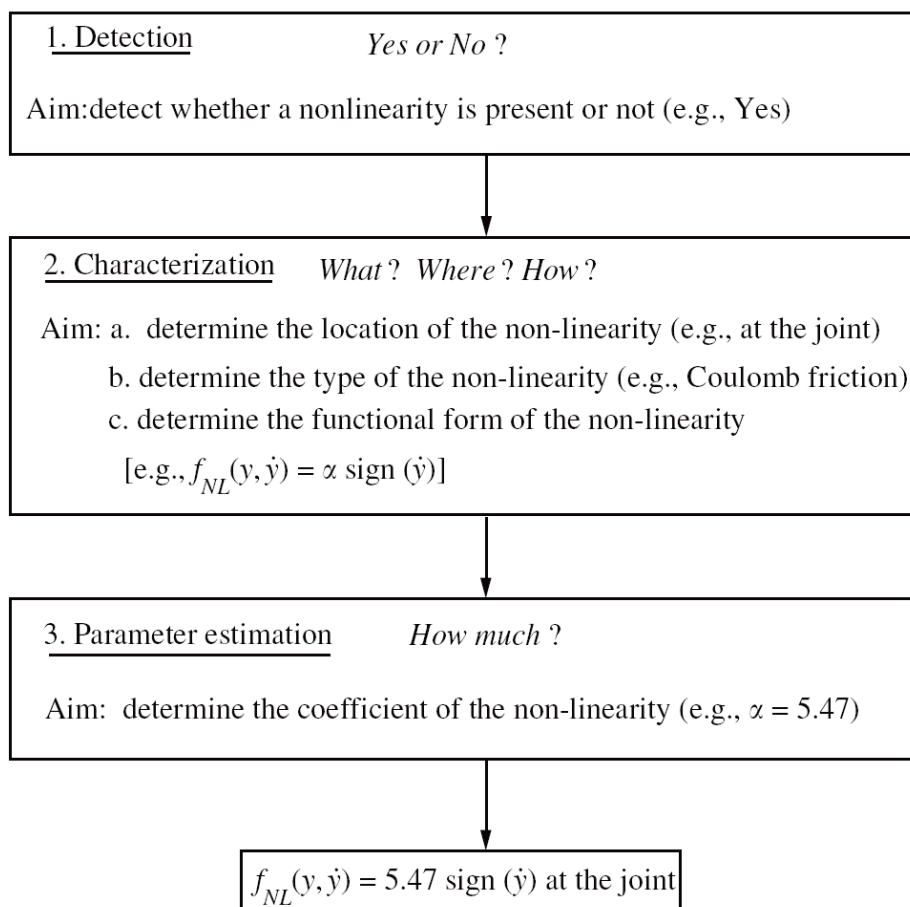 1. Detection Yes or No ?
Aim:detect whether a nonlinearity is present or not (e.g., Yes)
2. Characterization What ? Where ? How ?
Aim: a. determine the location of the non-linearity (e.g., at the joint)
b. determine the type of the non-linearity (e.g., Coulomb friction)
c. determine the functional form of the non-linearity
[e.g., f_NL(y, ẏ) = α sign (ẏ)]
3. Parameter estimation How much ?
Aim: determine the coefficient of the non-linearity (e.g., α = 5.47)
f_NL(y, ẏ) = 5.47 sign (ẏ) at the joint